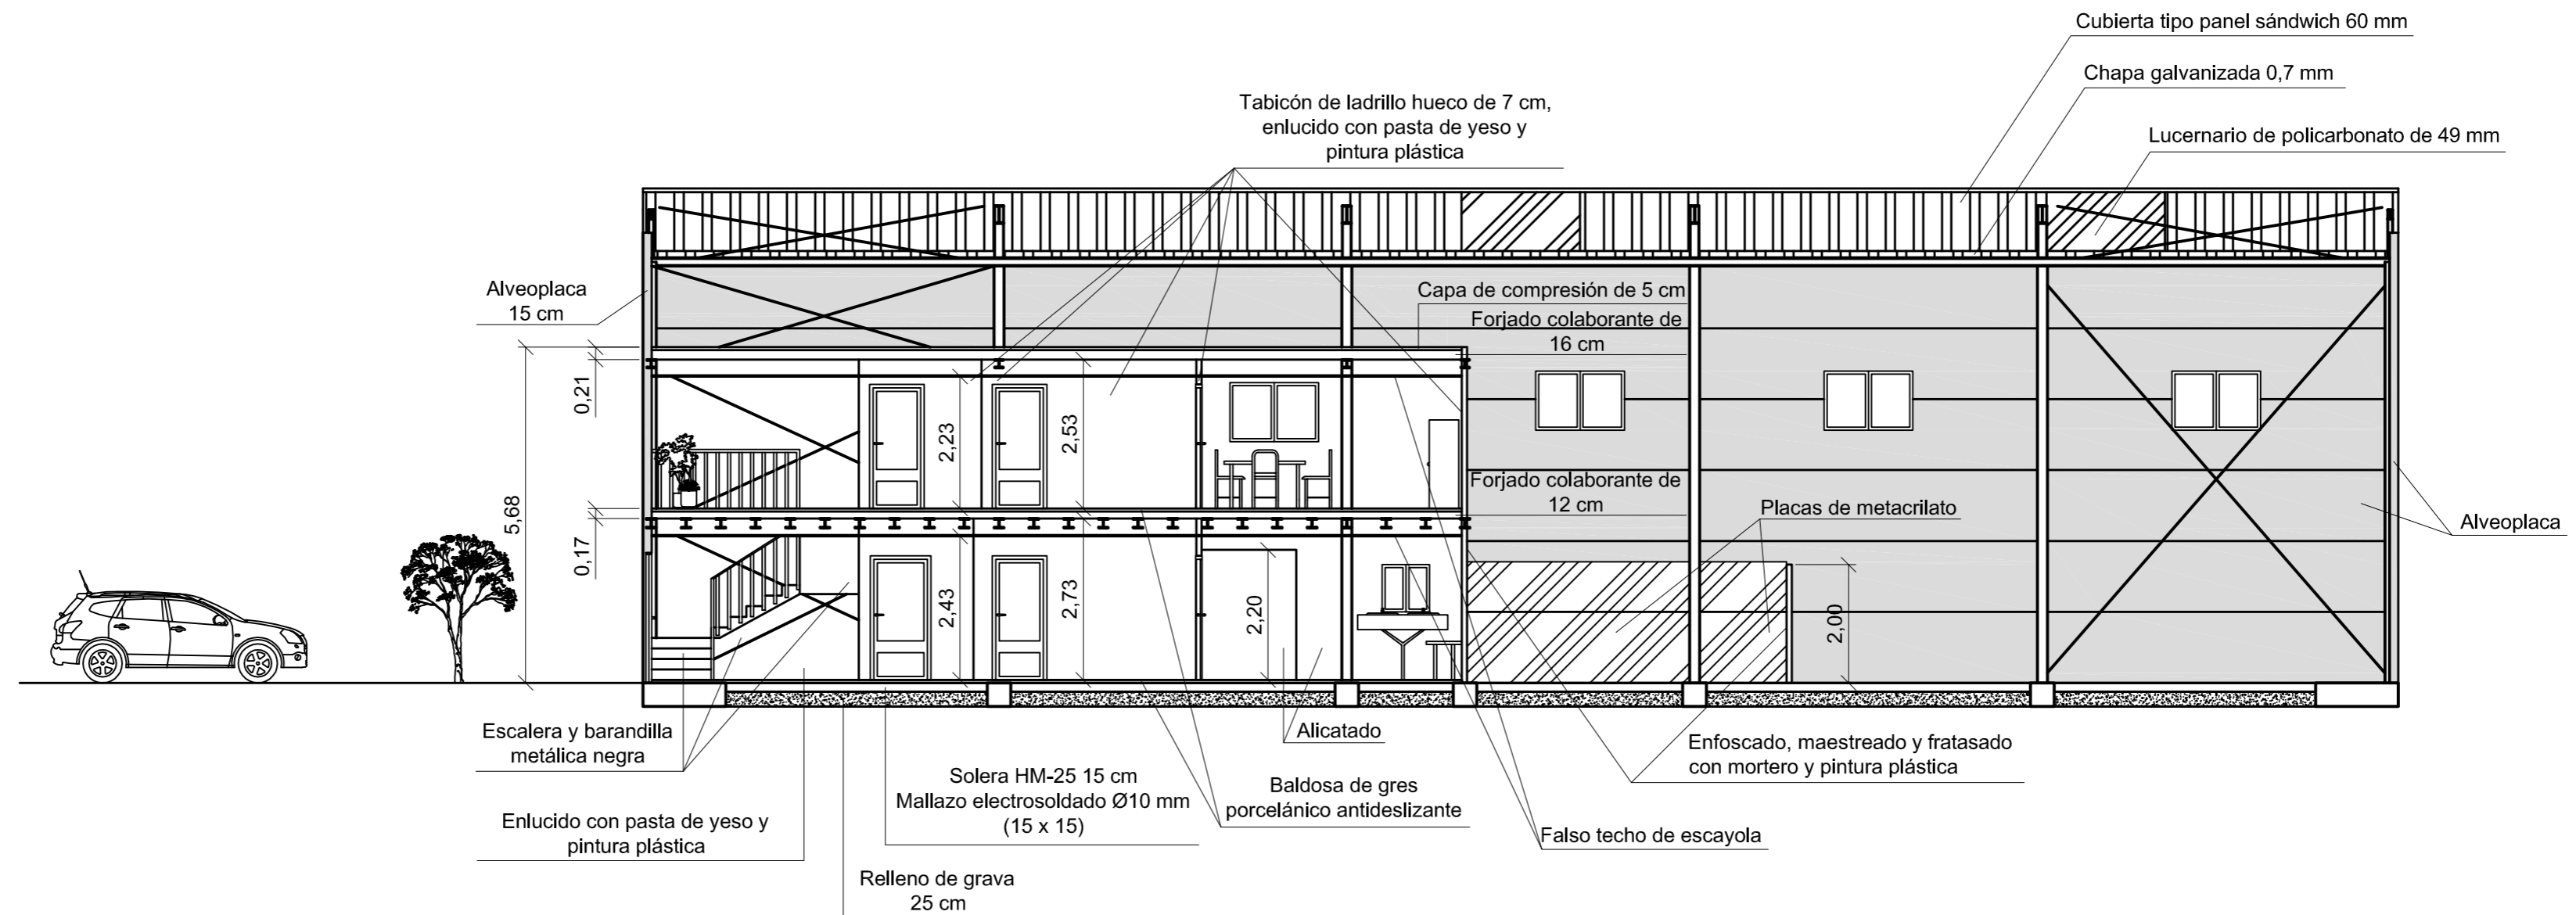 Cubierta tipo panel sándwich 60 mm
Chapa galvanizada 0,7 mm
Tabicón de ladrillo hueco de 7 cm,
enlucido con pasta de yeso y
pintura plástica
Lucernario de policarbonato de 49 mm
Alveoplaca
15 cm
Capa de compresión de 5 cm
Forjado colaborante de
16 cm
0,21
2,23
2,53
5,68
Forjado colaborante de
12 cm
Placas de metacrilato
Alveoplaca
0,17
2,43
2,73
2,20
2,00
Escalera y barandilla
metálica negra
Alicatado
Enfoscado, maestreado y fratasado
con mortero y pintura plástica
Solera HM-25 15 cm
Mallazo electrosoldado Ø10 mm
(15 x 15)
Baldosa de gres
porcelánico antideslizante
Enlucido con pasta de yeso y
pintura plástica
Falso techo de escayola
Relleno de grava
25 cm